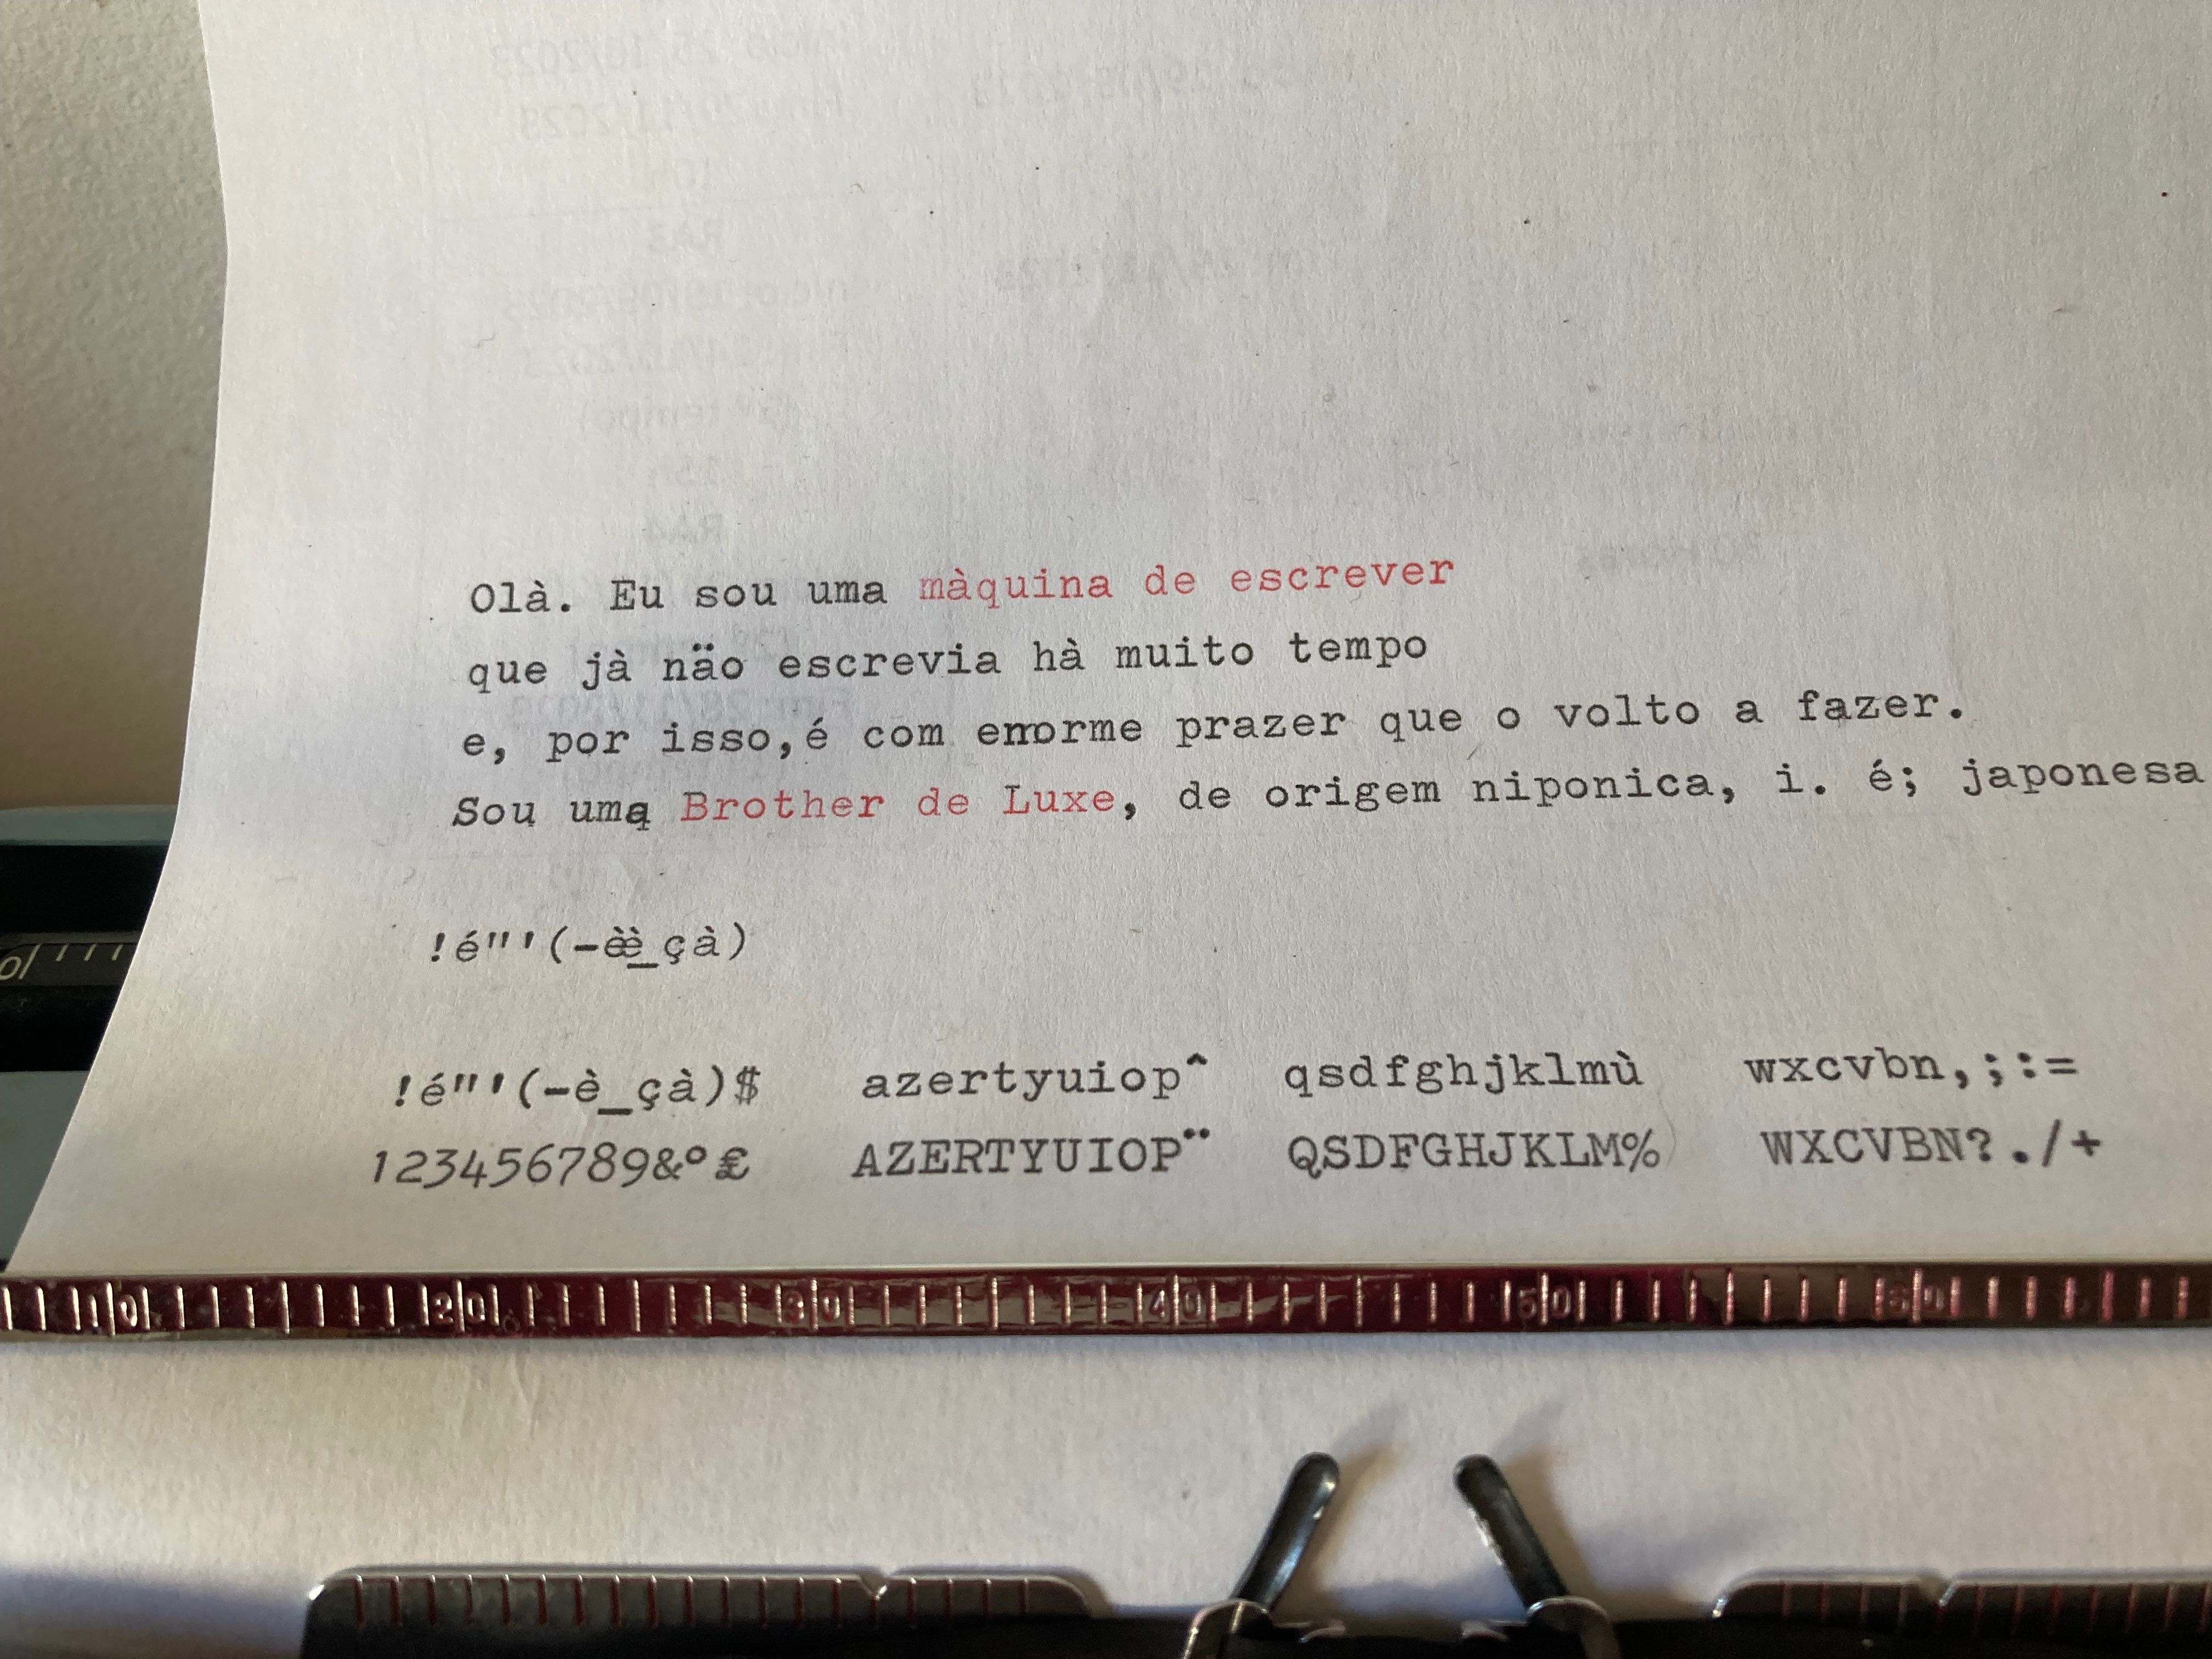 Olà. Eu sou uma màquina de escrever
que jà näo escrevia hà muito tempo
e, por isso,é com enorme prazer que o volto a fazer.
Sou uma Brother de Luxe, de origem niponica, i. é; japonesa
!é"'(-èè_çà)
!é"'(-è_çà)$ azertyuiop^ qsdfghjklmù wxcvbn,;:=
123456789&°£ AZERTYUIOP¨ QSDFGHJKLM% WXCVBN?./+
10 20 30 40 50 60